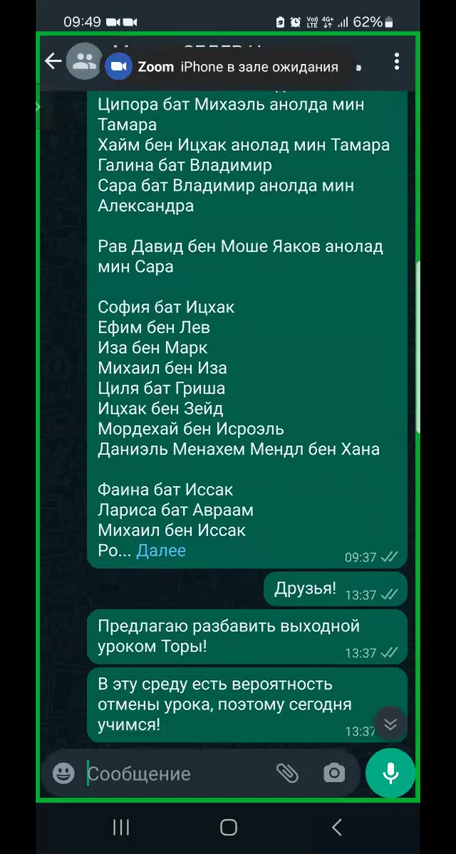 09:49
Vo)) LTE 4G+ 62%
Zoom iPhone в зале ожидания
Ципора бат Михаэль анолда мин
Тамара
Хайм бен Ицхак анолад мин Тамара
Галина бат Владимир
Сара бат Владимир анолда мин
Александра
Рав Давид бен Моше Яаков анолад
мин Сара
София бат Ицхак
Ефим бен Лев
Иза бен Марк
Михаил бен Иза
Циля бат Гриша
Ицхак бен Зейд
Мордехай бен Исроэль
Даниэль Менахем Мендл бен Хана
Фаина бат Иссак
Лариса бат Авраам
Михаил бен Иссак
Ро... Далее
09:37
Друзья!
13:37
Предлагаю разбавить выходной
уроком Торы!
13:37
В эту среду есть вероятность
отмены урока, поэтому сегодня
учимся!
13:37
Сообщение